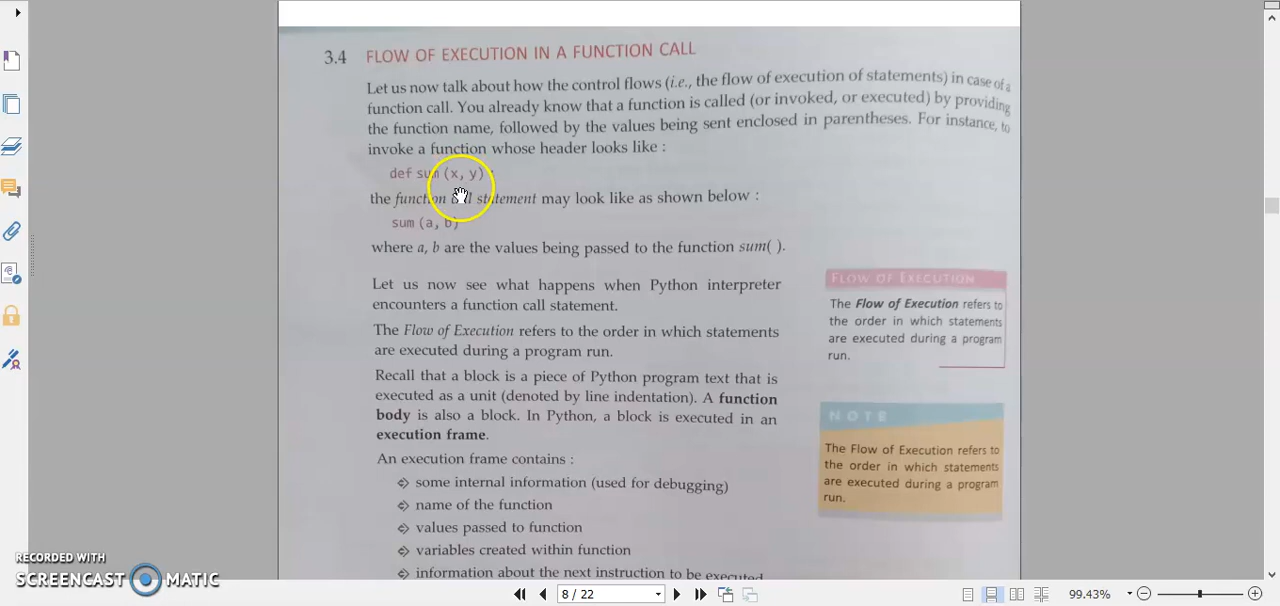 3.4 FLOW OF EXECUTION IN A FUNCTION CALL
Let us now talk about how the control flows (i.e., the flow of execution of statements) in case of a
function call. You already know that a function is called (or invoked, or executed) by providing
the function name, followed by the values being sent enclosed in parentheses. For instance, to
invoke a function whose header looks like :
def sum (x, y) :
the function call statement may look like as shown below :
sum (a, b)
where a, b are the values being passed to the function sum( ).
Let us now see what happens when Python interpreter
encounters a function call statement.
The Flow of Execution refers to the order in which statements
are executed during a program run.
Recall that a block is a piece of Python program text that is
executed as a unit (denoted by line indentation). A function
body is also a block. In Python, a block is executed in an
execution frame.
An execution frame contains :
some internal information (used for debugging)
name of the function
values passed to function
variables created within function
information about the next instruction to be executed
FLOW OF EXECUTION
The Flow of Execution refers to
the order in which statements
are executed during a program
run.
NOTE
The Flow of Execution refers to
the order in which statements
are executed during a program
run.
RECORDED WITH
SCREENCAST MATIC
8 / 22
99.43%